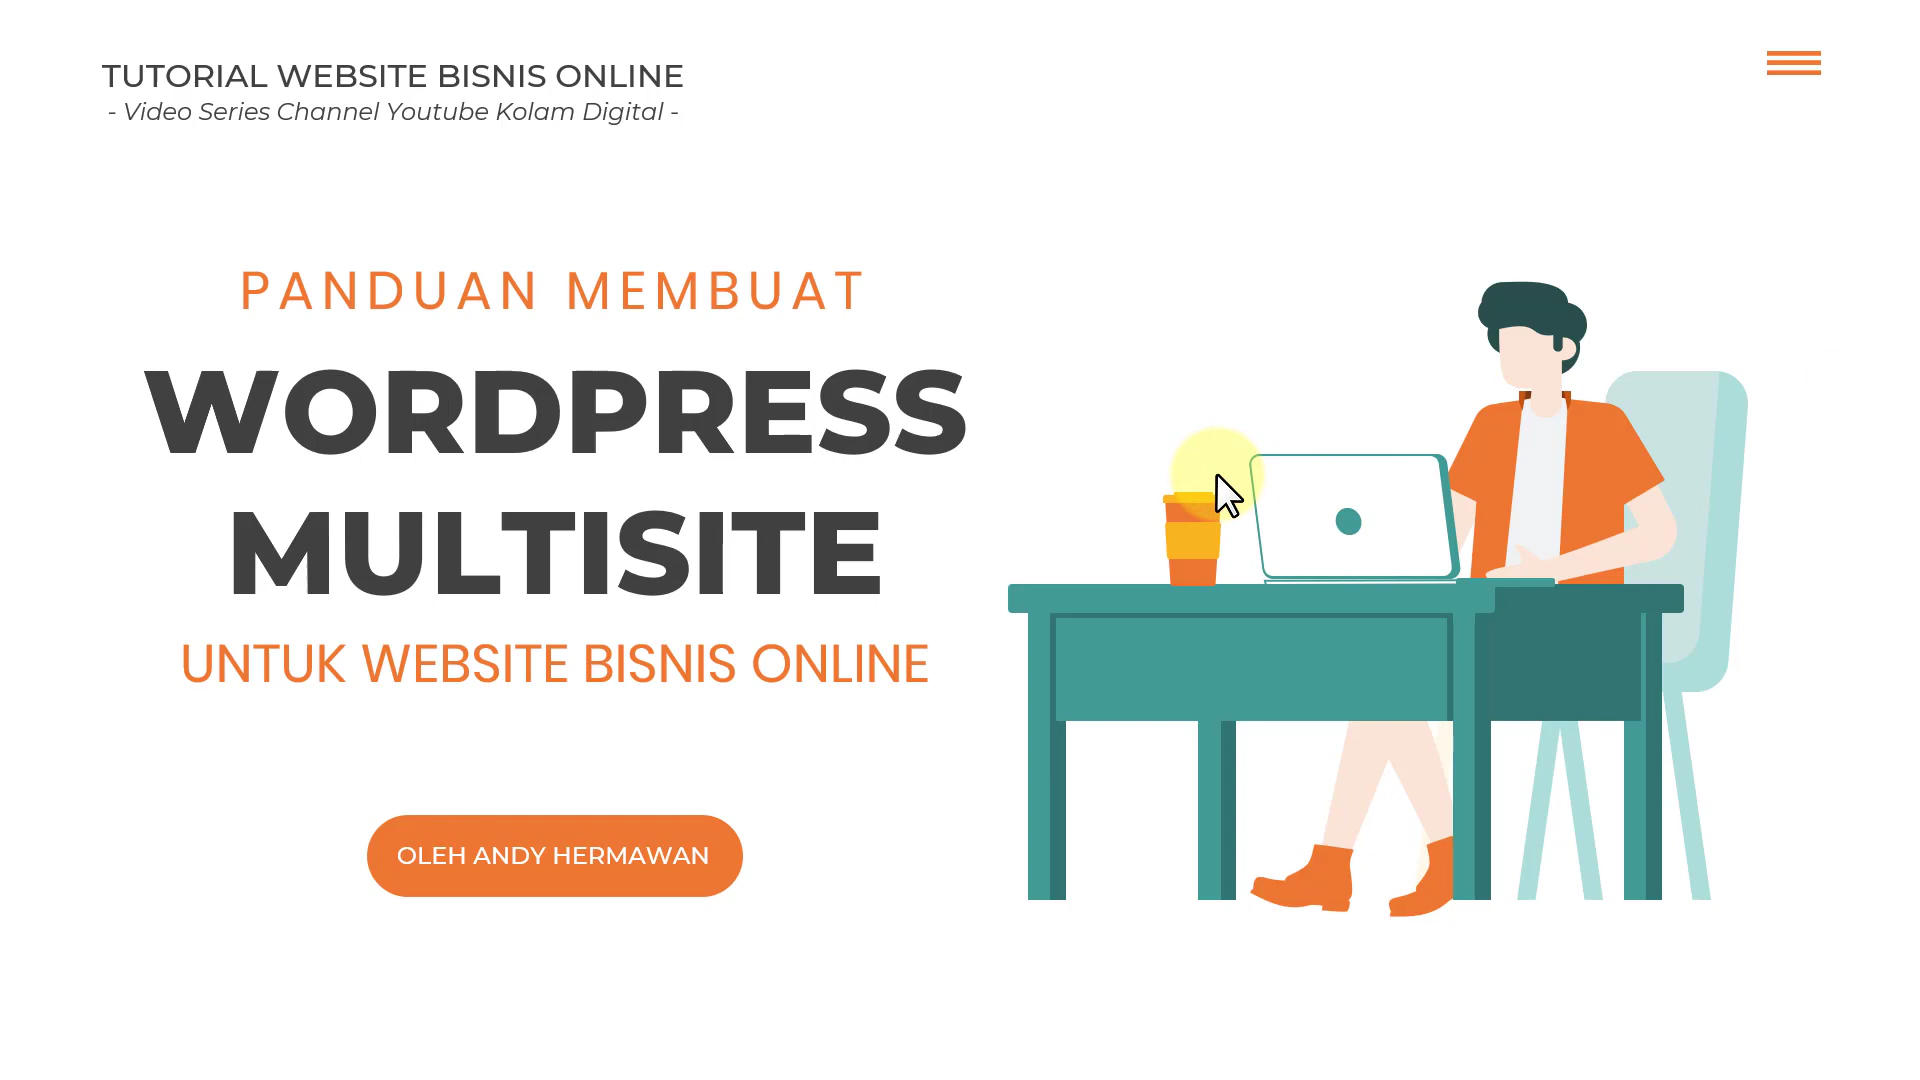 TUTORIAL WEBSITE BISNIS ONLINE
- Video Series Channel Youtube Kolam Digital -
PANDUAN MEMBUAT
WORDPRESS
MULTISITE
UNTUK WEBSITE BISNIS ONLINE
OLEH ANDY HERMAWAN